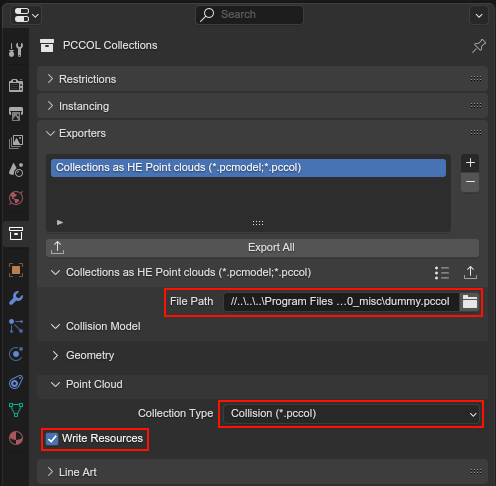 Search
PCCOL Collections
Restrictions
Instancing
Exporters
Collections as HE Point clouds (*.pcmodel;*.pccol)
Export All
Collections as HE Point clouds (*.pcmodel;*.pccol)
File Path //..\..\..\Program Files …0_misc\dummy.pccol
Collision Model
Geometry
Point Cloud
Collection Type Collision (*.pccol)
Write Resources
Line Art